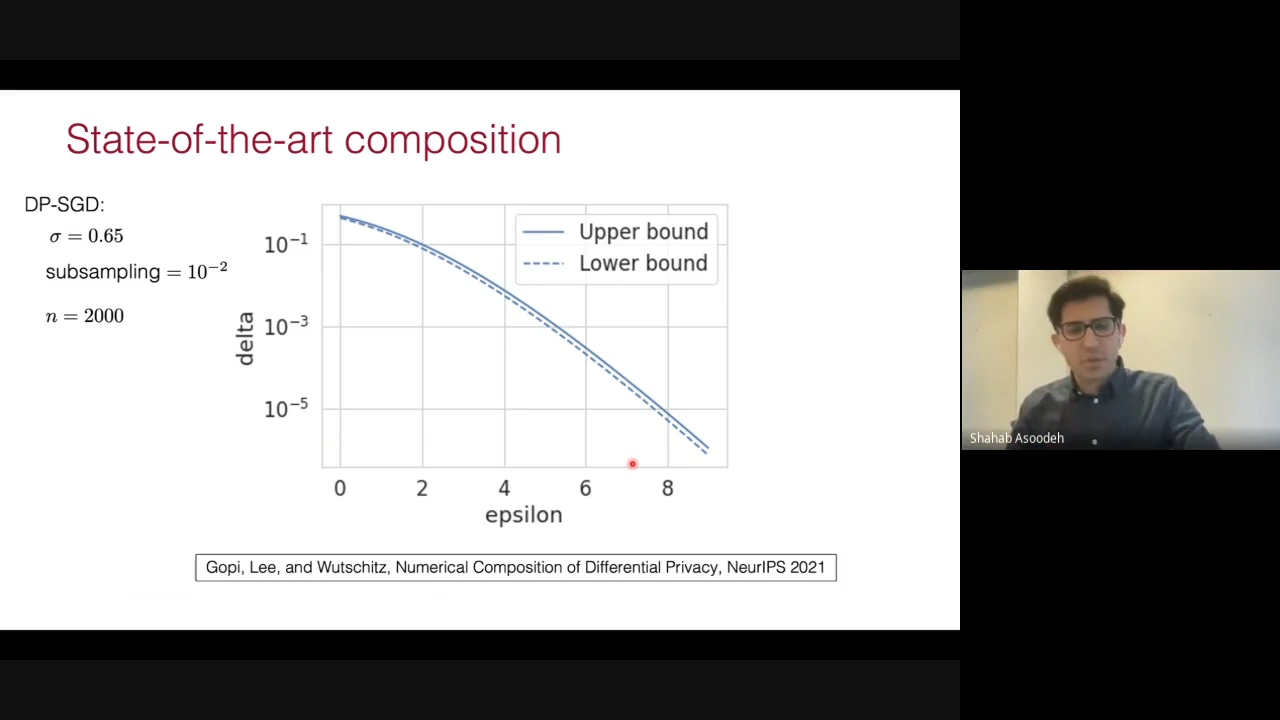 State-of-the-art composition
DP-SGD:
σ = 0.65
subsampling = 10⁻²
n = 2000
Upper bound
Lower bound
10⁻¹
10⁻³
10⁻⁵
delta
0 2 4 6 8
epsilon
Gopi, Lee, and Wutschitz, Numerical Composition of Differential Privacy, NeurIPS 2021
Shahab Asoodeh